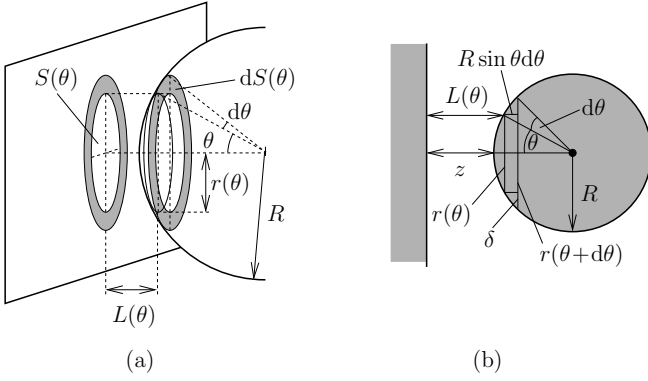 S(θ)
dS(θ)
dθ
θ
r(θ)
R
L(θ)
(a)
R sin θdθ
L(θ)
dθ
θ
z
R
r(θ)
δ
r(θ+dθ)
(b)